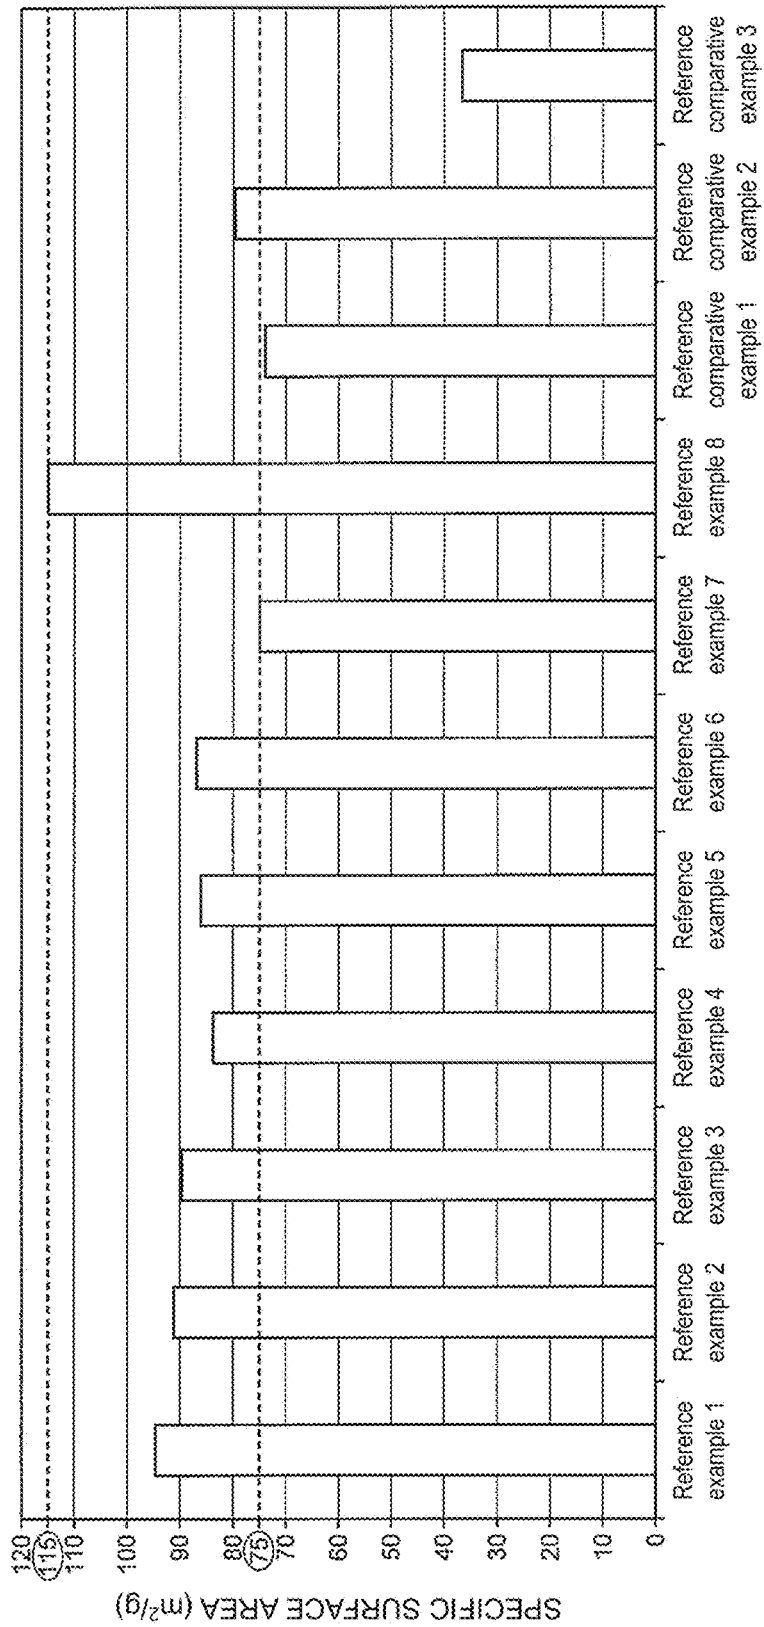 SPECIFIC SURFACE AREA (m²/g)
120
115
110
100
90
80
75
70
60
50
40
30
20
10
0
Reference
example 1
Reference
example 2
Reference
example 3
Reference
example 4
Reference
example 5
Reference
example 6
Reference
example 7
Reference
example 8
Reference
comparative
example 1
Reference
comparative
example 2
Reference
comparative
example 3